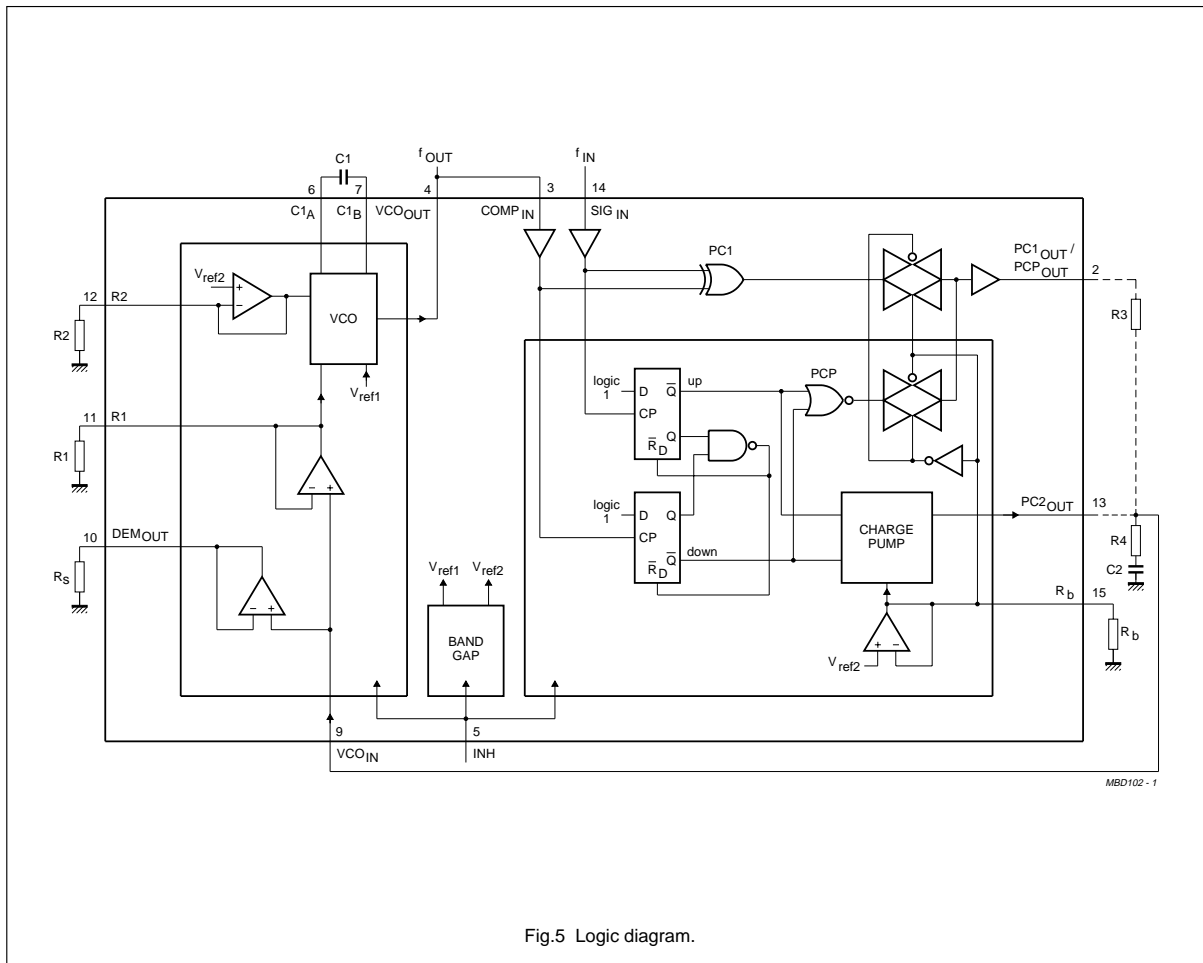 C1
f OUT
f IN
6
7
4
3
14
C1A
C1B
VCOOUT
COMPIN
SIGIN
PC1
PC1OUT /
PCPOUT
2
Vref2
+
−
12
R2
VCO
R3
R2
Vref1
PCP
logic
1
D
Q̅
up
CP
Q
R̅D
11
R1
R1
− +
logic
1
D
Q
CP
Q̅
down
R̅D
CHARGE
PUMP
PC2OUT
13
10
DEMOUT
R4
C2
RS
Vref1
Vref2
− +
Rb
15
BAND
GAP
+ −
Vref2
Rb
9
5
VCOIN
INH
MBD102 - 1
Fig.5 Logic diagram.